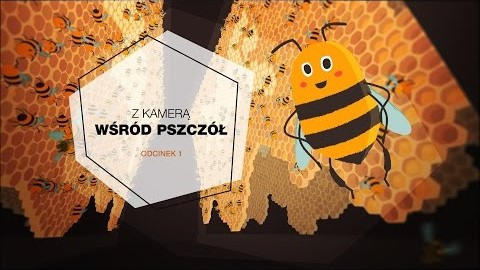 Z KAMERĄ
WŚRÓD PSZCZÓŁ
ODCINEK 1